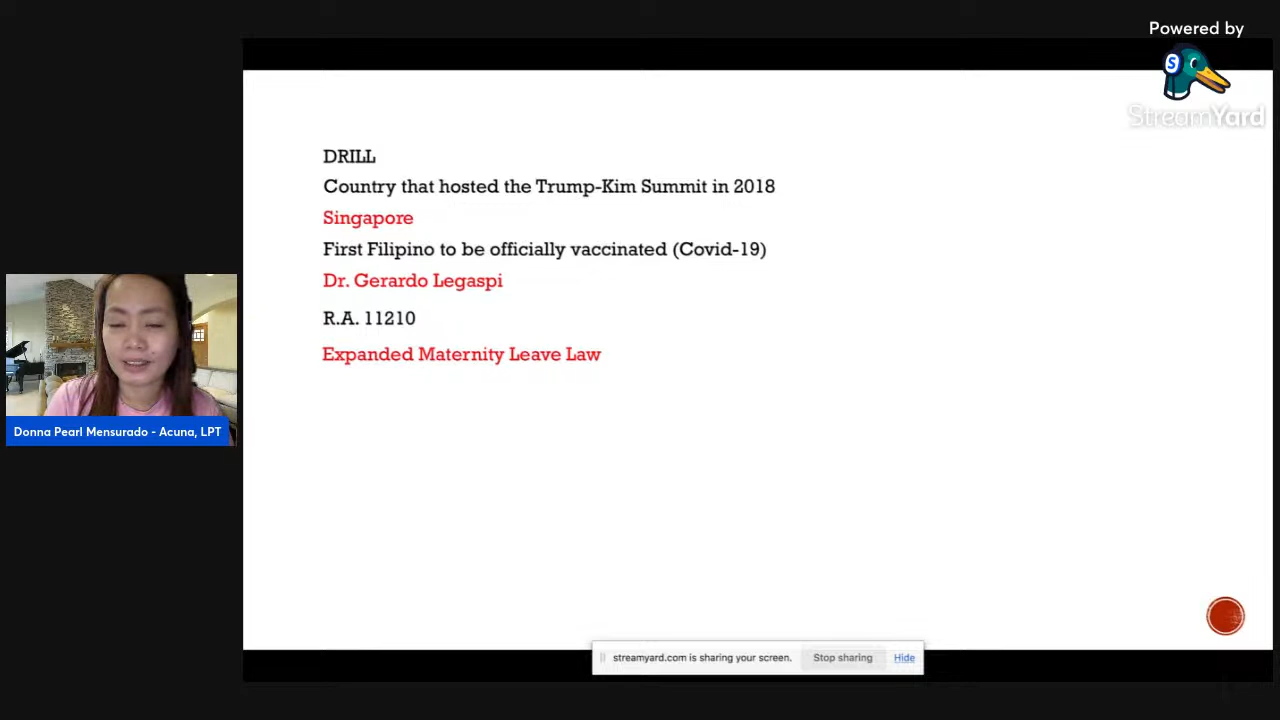 Powered by
StreamYard
DRILL
Country that hosted the Trump-Kim Summit in 2018
Singapore
First Filipino to be officially vaccinated (Covid-19)
Dr. Gerardo Legaspi
R.A. 11210
Expanded Maternity Leave Law
Donna Pearl Mensurado - Acuna, LPT
streamyard.com is sharing your screen. Stop sharing Hide